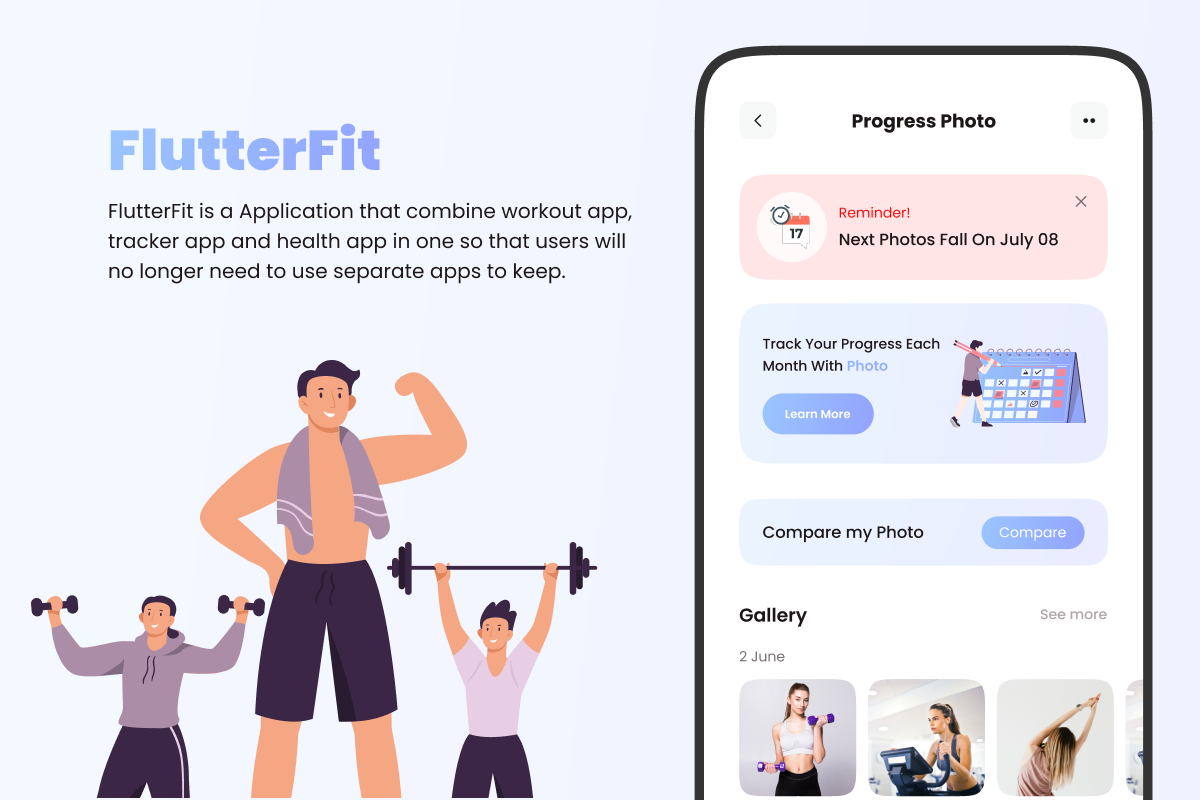 FlutterFit
FlutterFit is a Application that combine workout app,
tracker app and health app in one so that users will
no longer need to use separate apps to keep.
Progress Photo
17
Reminder!
Next Photos Fall On July 08
Track Your Progress Each
Month With Photo
Learn More
Compare my Photo
Compare
Gallery
See more
2 June